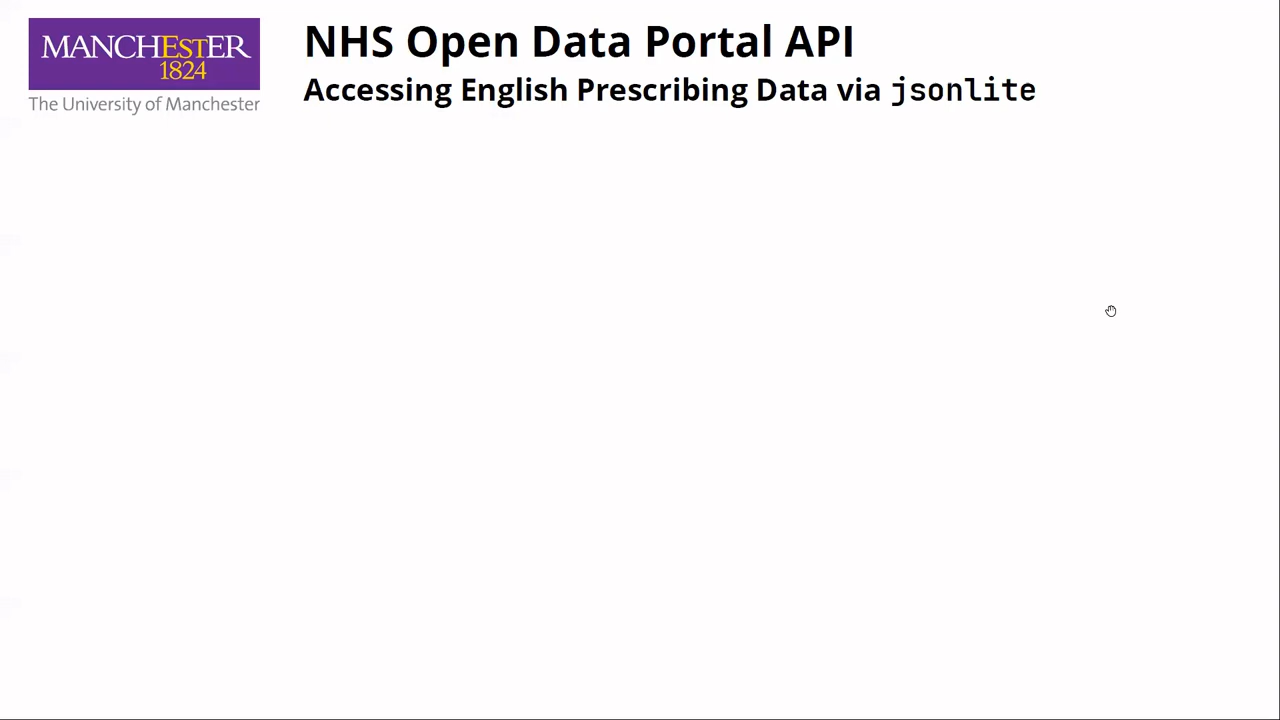 MANCHEstER
1824
The University of Manchester
NHS Open Data Portal API
Accessing English Prescribing Data via jsonlite